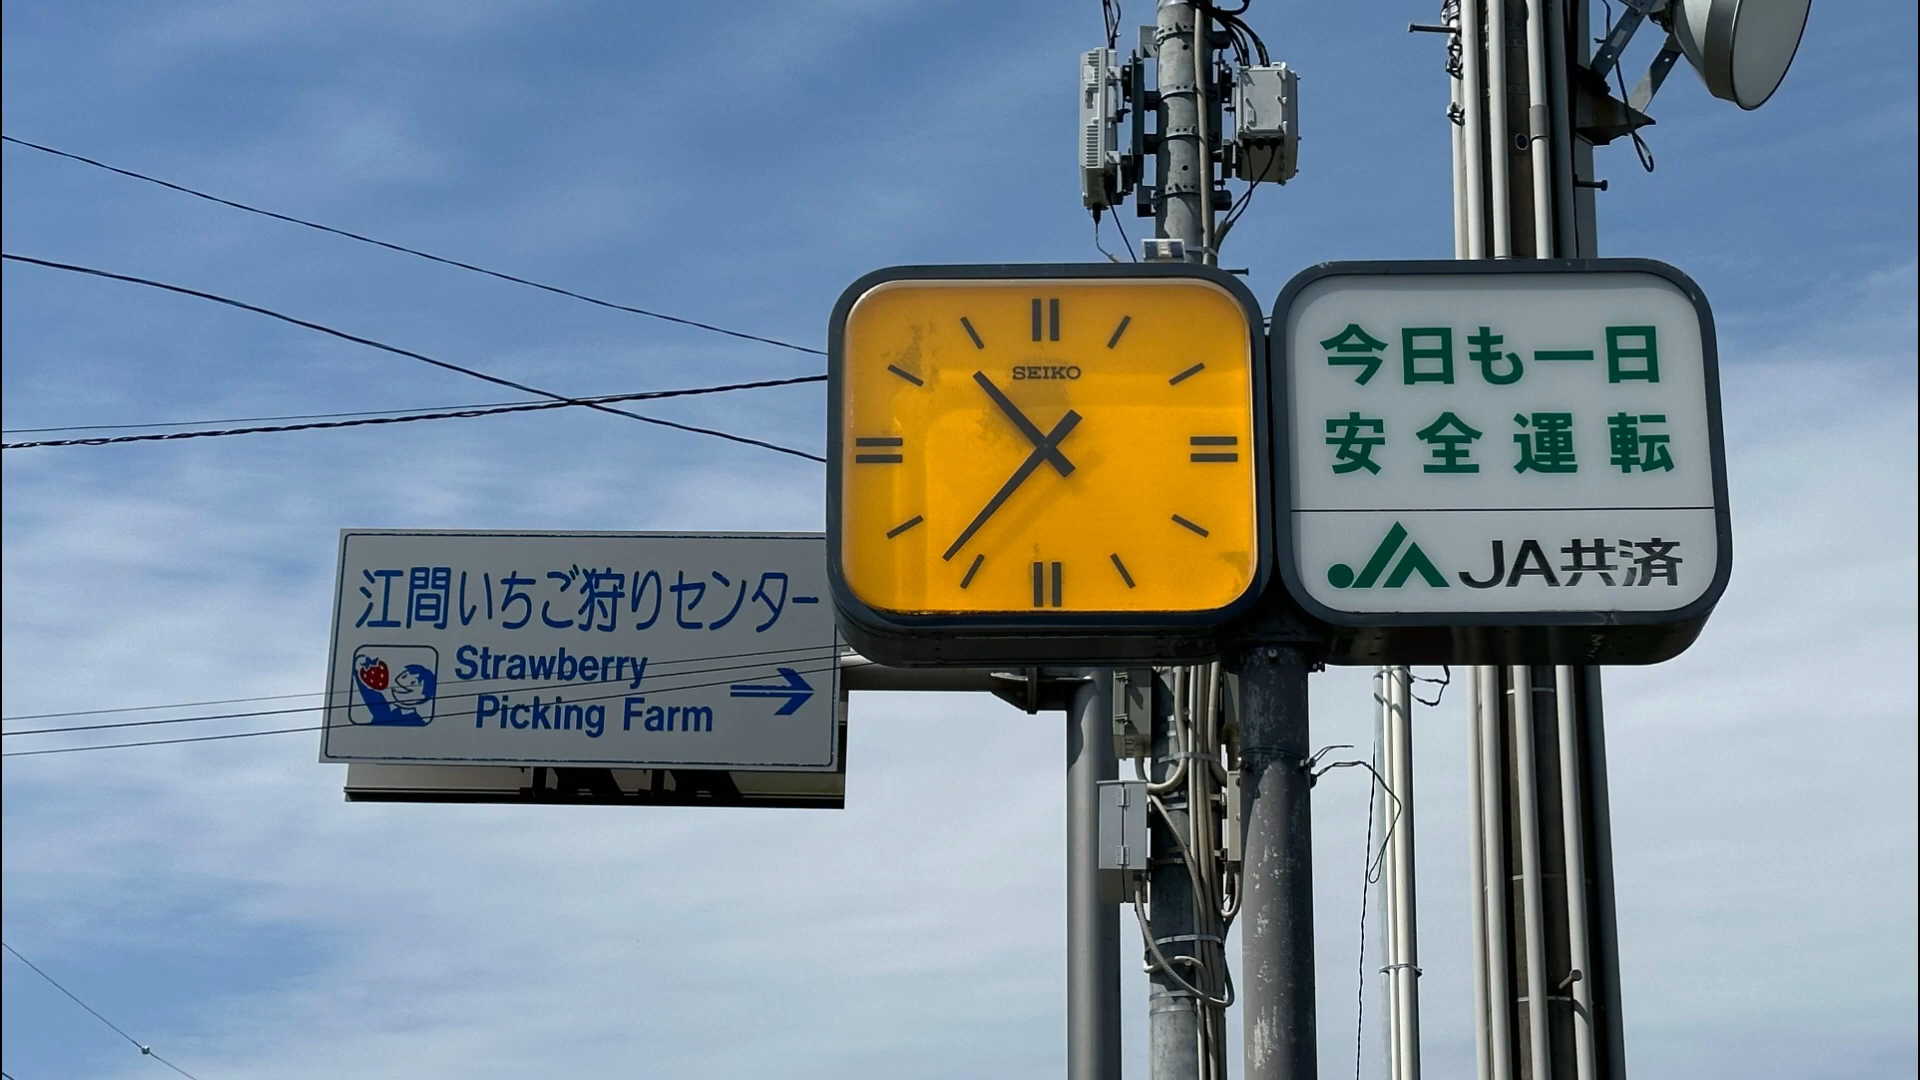 江間いちご狩りセンター
Strawberry
Picking Farm
SEIKO
今日も一日
安全運転
JA共済